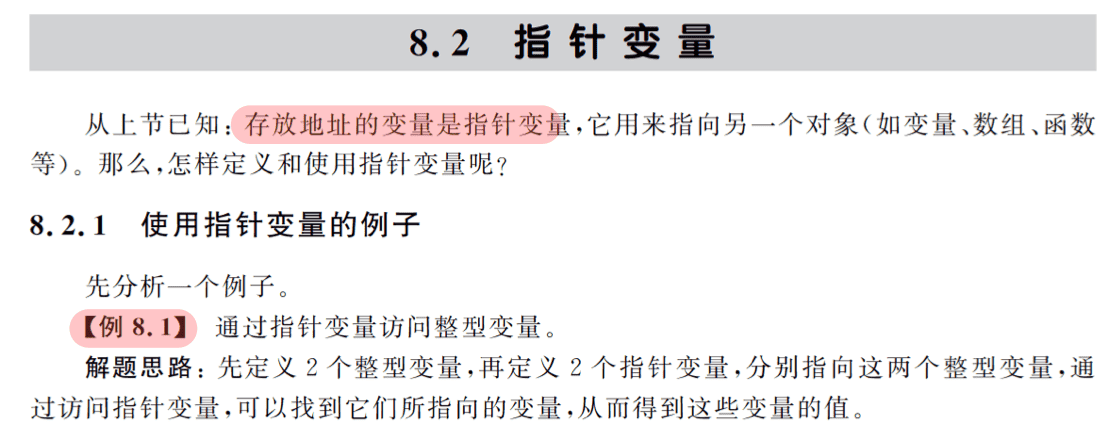 8.2 指针变量
从上节已知：存放地址的变量是指针变量，它用来指向另一个对象（如变量、数组、函数
等）。那么，怎样定义和使用指针变量呢？
8.2.1 使用指针变量的例子
先分析一个例子。
【例 8.1】 通过指针变量访问整型变量。
解题思路：先定义 2 个整型变量，再定义 2 个指针变量，分别指向这两个整型变量，通
过访问指针变量，可以找到它们所指向的变量，从而得到这些变量的值。